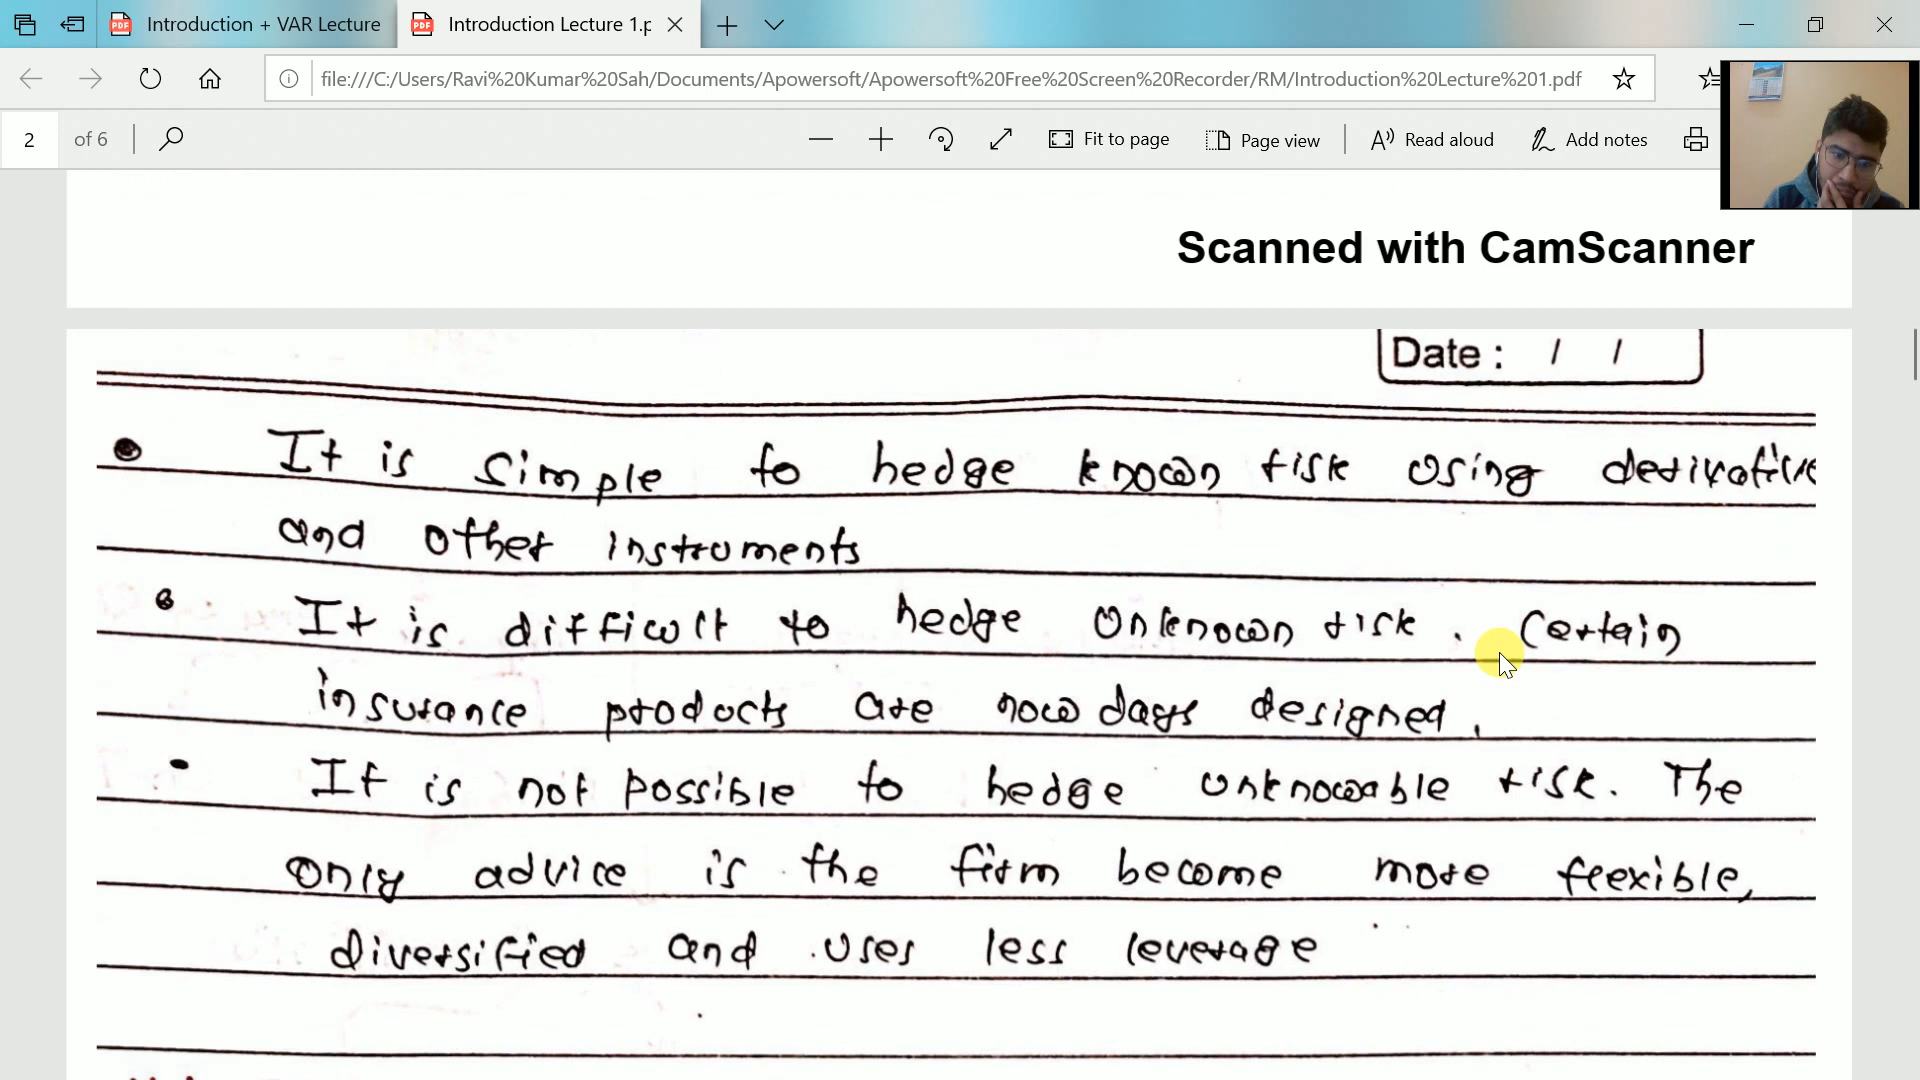 Introduction + VAR Lecture
Introduction Lecture 1.p
file:///C:/Users/Ravi%20Kumar%20Sah/Documents/Apowersoft/Apowersoft%20Free%20Screen%20Recorder/RM/Introduction%20Lecture%201.pdf
2 of 6
Fit to page
Page view
Read aloud
Add notes
Scanned with CamScanner
Date : / /
It is simple to hedge known risk using derivative
and other instruments
It is difficult to hedge unknown risk. Certain
insurance products are now days designed.
It is not possible to hedge unknowable risk. The
only advice is the firm become more flexible,
diversified and uses less leverage